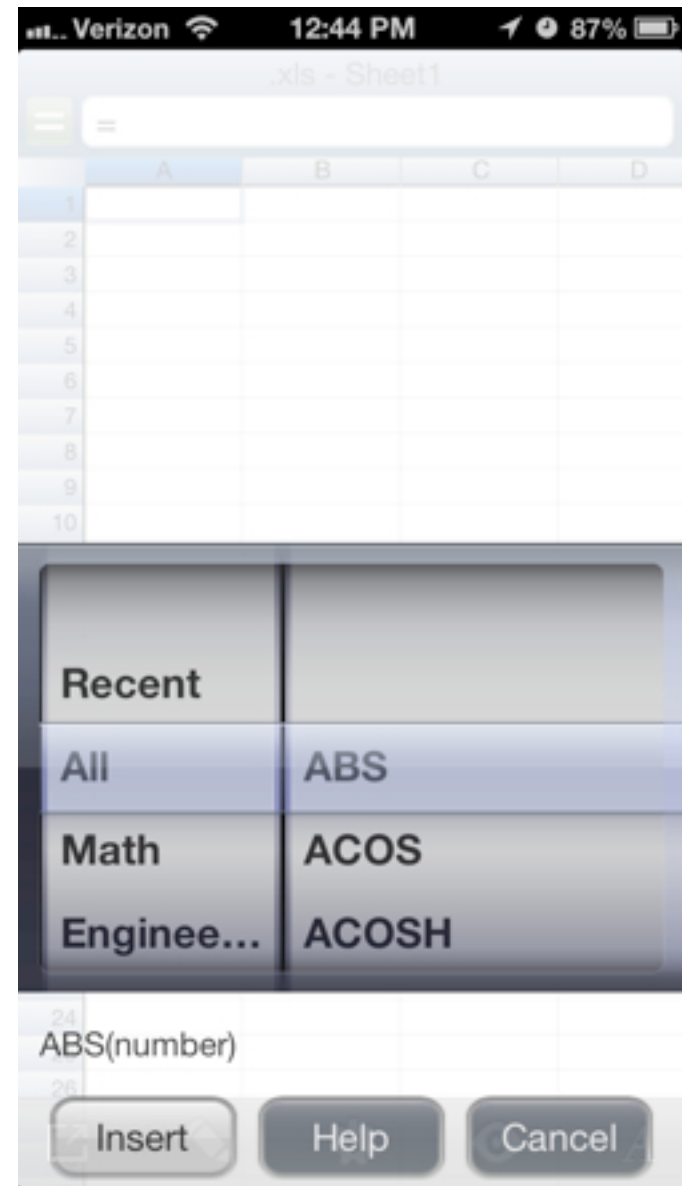 Verizon 12:44 PM 87%
.xls - Sheet1
=
A B C D
1
2
3
4
5
6
7
8
9
10
Recent
All ABS
Math ACOS
Enginee... ACOSH
24
ABS(number)
26
Insert Help Cancel